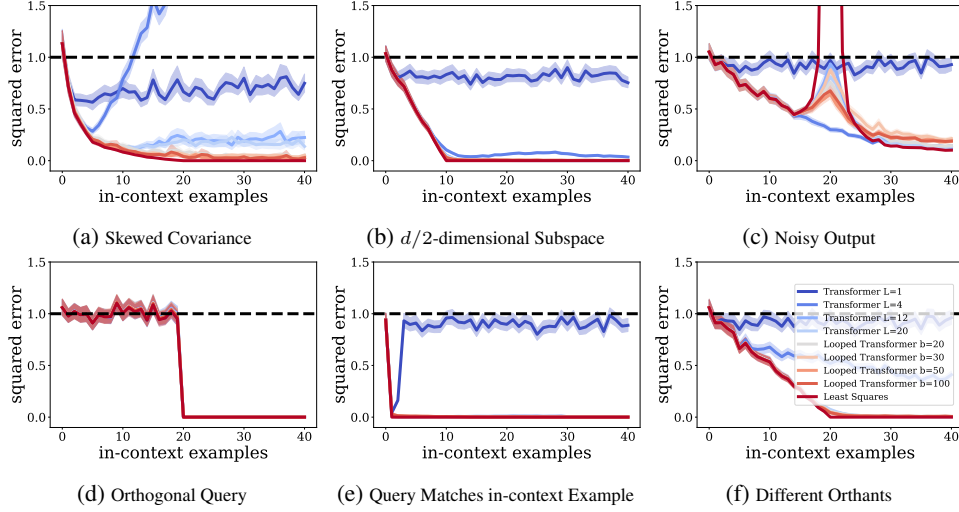 1.5
1.0
0.5
0.0
squared error
0 10 20 30 40
in-context examples
(a) Skewed Covariance
1.5
1.0
0.5
0.0
squared error
0 10 20 30 40
in-context examples
(b) d/2-dimensional Subspace
1.5
1.0
0.5
0.0
squared error
0 10 20 30 40
in-context examples
(c) Noisy Output
1.5
1.0
0.5
0.0
squared error
0 10 20 30 40
in-context examples
(d) Orthogonal Query
1.5
1.0
0.5
0.0
squared error
0 10 20 30 40
in-context examples
(e) Query Matches in-context Example
1.5
1.0
0.5
0.0
squared error
Transformer L=1
Transformer L=4
Transformer L=12
Transformer L=20
Looped Transformer b=20
Looped Transformer b=30
Looped Transformer b=50
Looped Transformer b=100
Least Squares
0 10 20 30 40
in-context examples
(f) Different Orthants